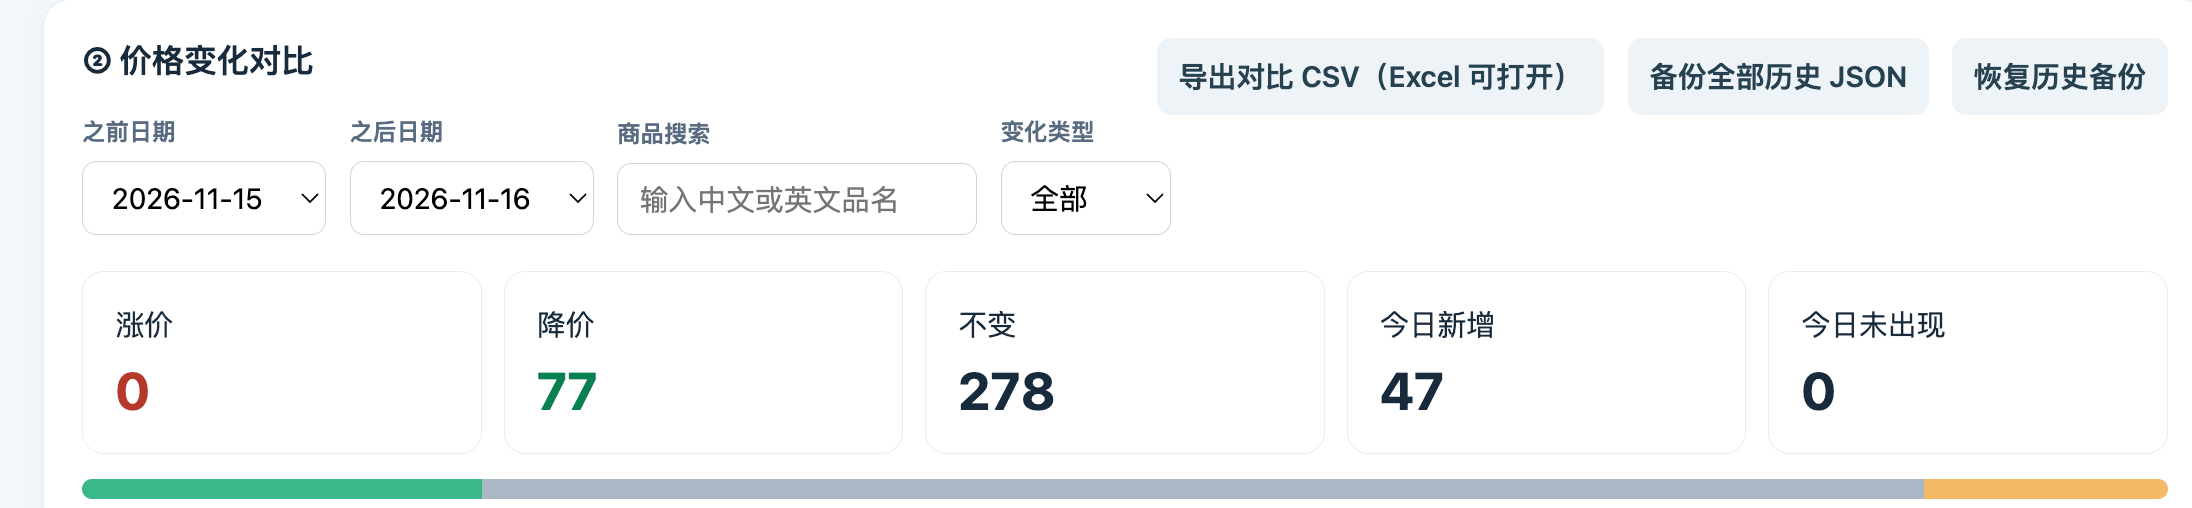 ② 价格变化对比
导出对比 CSV（Excel 可打开）
备份全部历史 JSON
恢复历史备份
之前日期
之后日期
商品搜索
变化类型
2026-11-15
2026-11-16
输入中文或英文品名
全部
涨价
降价
不变
今日新增
今日未出现
0
77
278
47
0